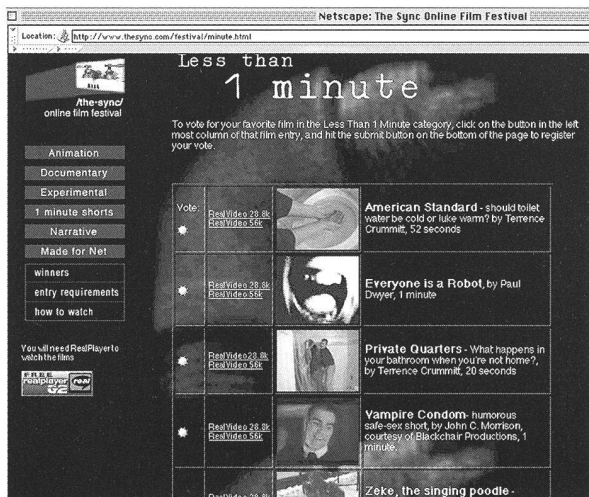 Netscape: The Sync Online Film Festival
Location: http://www.thesync.com/festival/minute.html
/the-sync/
online film festival
Animation
Documentary
Experimental
1 minute shorts
Narrative
Made for Net
winners
entry requirements
how to watch
You will need RealPlayer to
watch the films
FREE
realplayer
G2
real
Less than
1 minute
To vote for your favorite film in the Less Than 1 Minute category, click on the button in the left
most column of that film entry, and hit the submit button on the bottom of the page to register
your vote.
Vote:
RealVideo 28.8k
RealVideo 56k
American Standard - should toilet
water be cold or luke warm? by Terrence
Crummitt, 52 seconds
RealVideo 28.8k
RealVideo 56k
Everyone is a Robot, by Paul
Dwyer, 1 minute
RealVideo28.8k
RealVideo 56k
Private Quarters - What happens in
your bathroom when you're not home?,
by Terrence Crummitt, 20 seconds
RealVideo 28.8k
RealVideo 56k
Vampire Condom- humorous
safe-sex short, by John C. Morrison,
courtesy of Blackchair Productions, 1
minute.
RealVideo 28.8k
Zeke, the singing poodle -